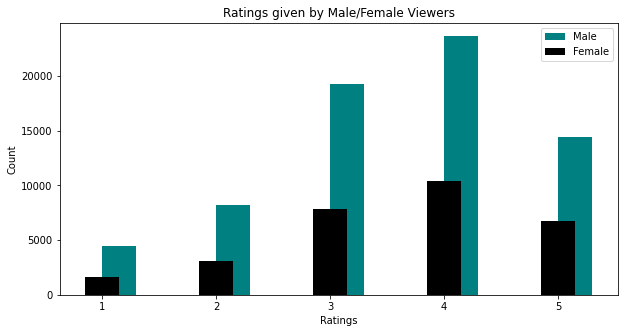 Ratings given by Male/Female Viewers
Male
Female
Count
20000
15000
10000
5000
0
1 2 3 4 5
Ratings